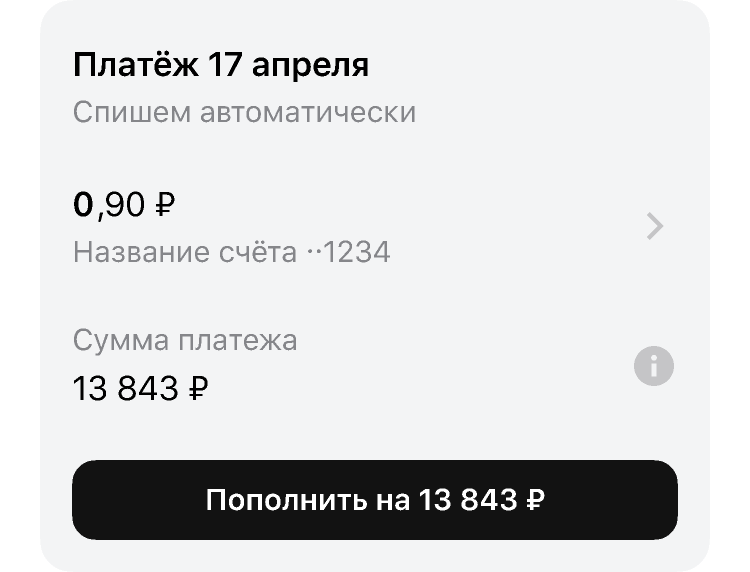 Платёж 17 апреля
Спишем автоматически
0,90 ₽
Название счёта ··1234
Сумма платежа
13 843 ₽
Пополнить на 13 843 ₽